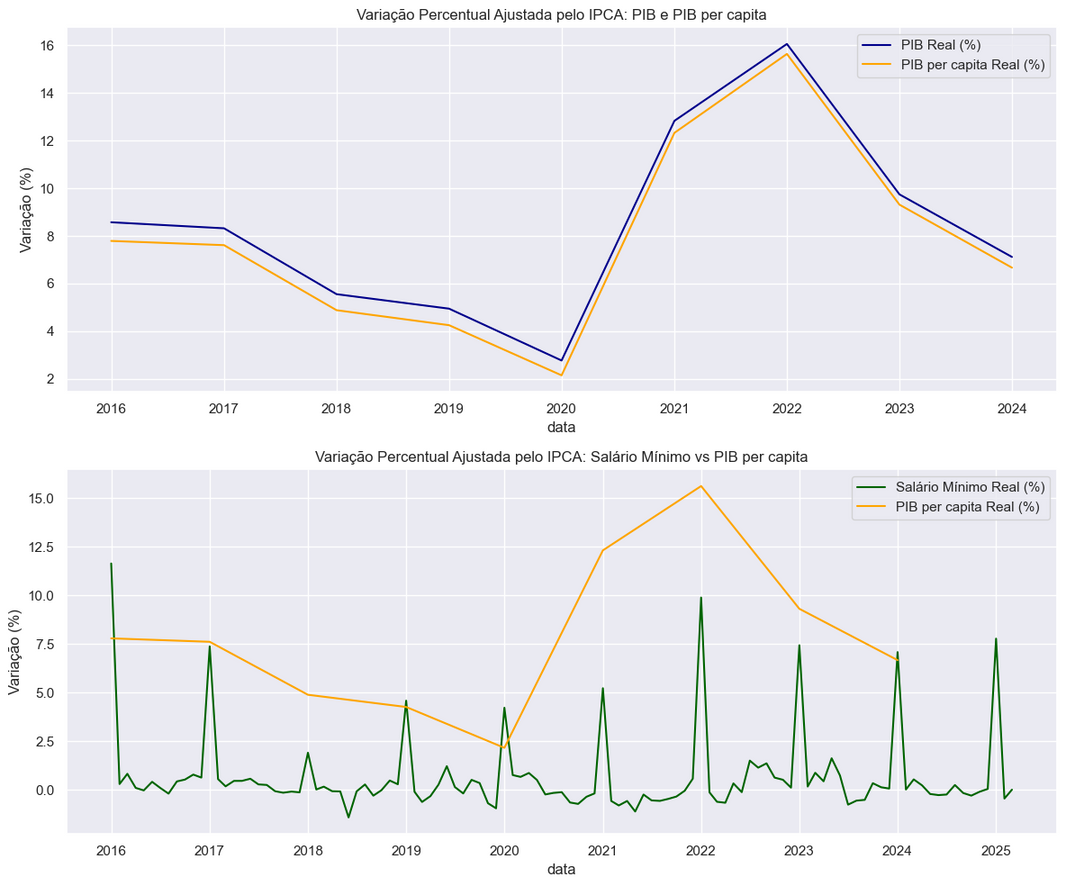 Variação Percentual Ajustada pelo IPCA: PIB e PIB per capita
PIB Real (%)
PIB per capita Real (%)
Variação (%)
16
14
12
10
8
6
4
2
2016 2017 2018 2019 2020 2021 2022 2023 2024
data
Variação Percentual Ajustada pelo IPCA: Salário Mínimo vs PIB per capita
Salário Mínimo Real (%)
PIB per capita Real (%)
Variação (%)
15.0
12.5
10.0
7.5
5.0
2.5
0.0
2016 2017 2018 2019 2020 2021 2022 2023 2024 2025
data